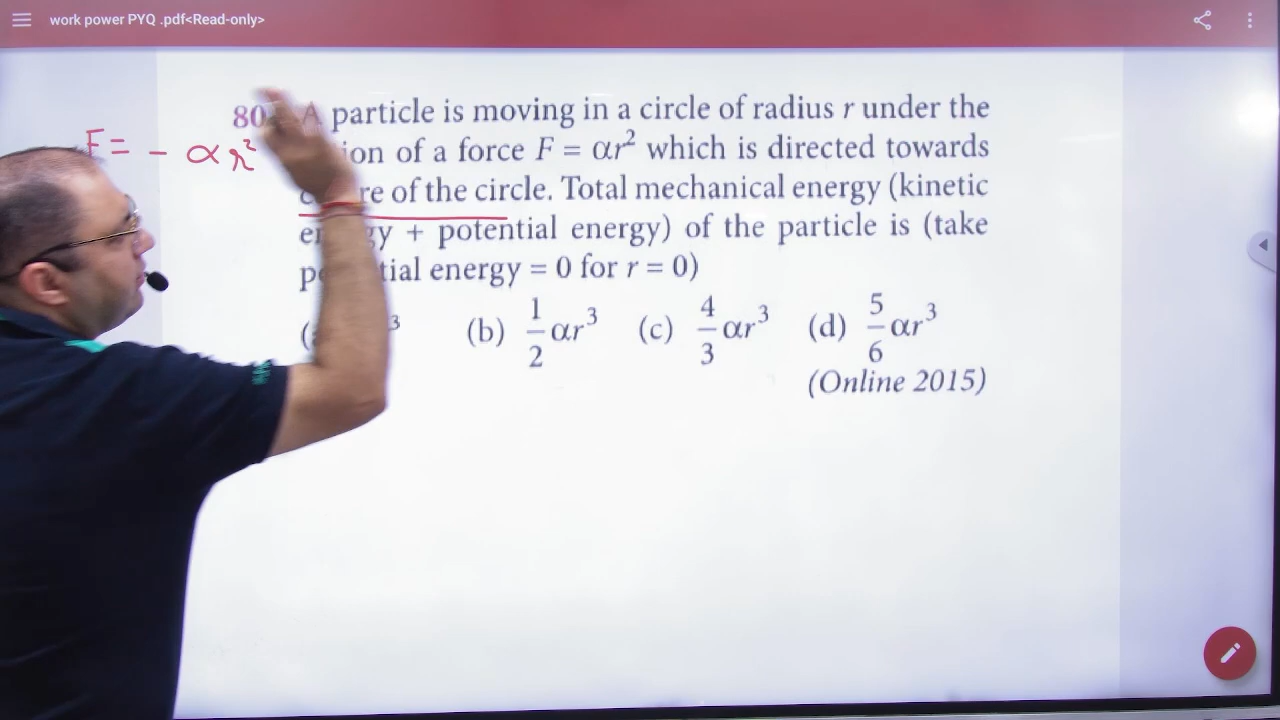 work power PYQ .pdf<Read-only>
80 A particle is moving in a circle of radius r under the
F = - αr² ion of a force F = αr² which is directed towards
re of the circle. Total mechanical energy (kinetic
y + potential energy) of the particle is (take
tial energy = 0 for r = 0)
3 (b) 1/2 αr³ (c) 4/3 αr³ (d) 5/6 αr³
(Online 2015)